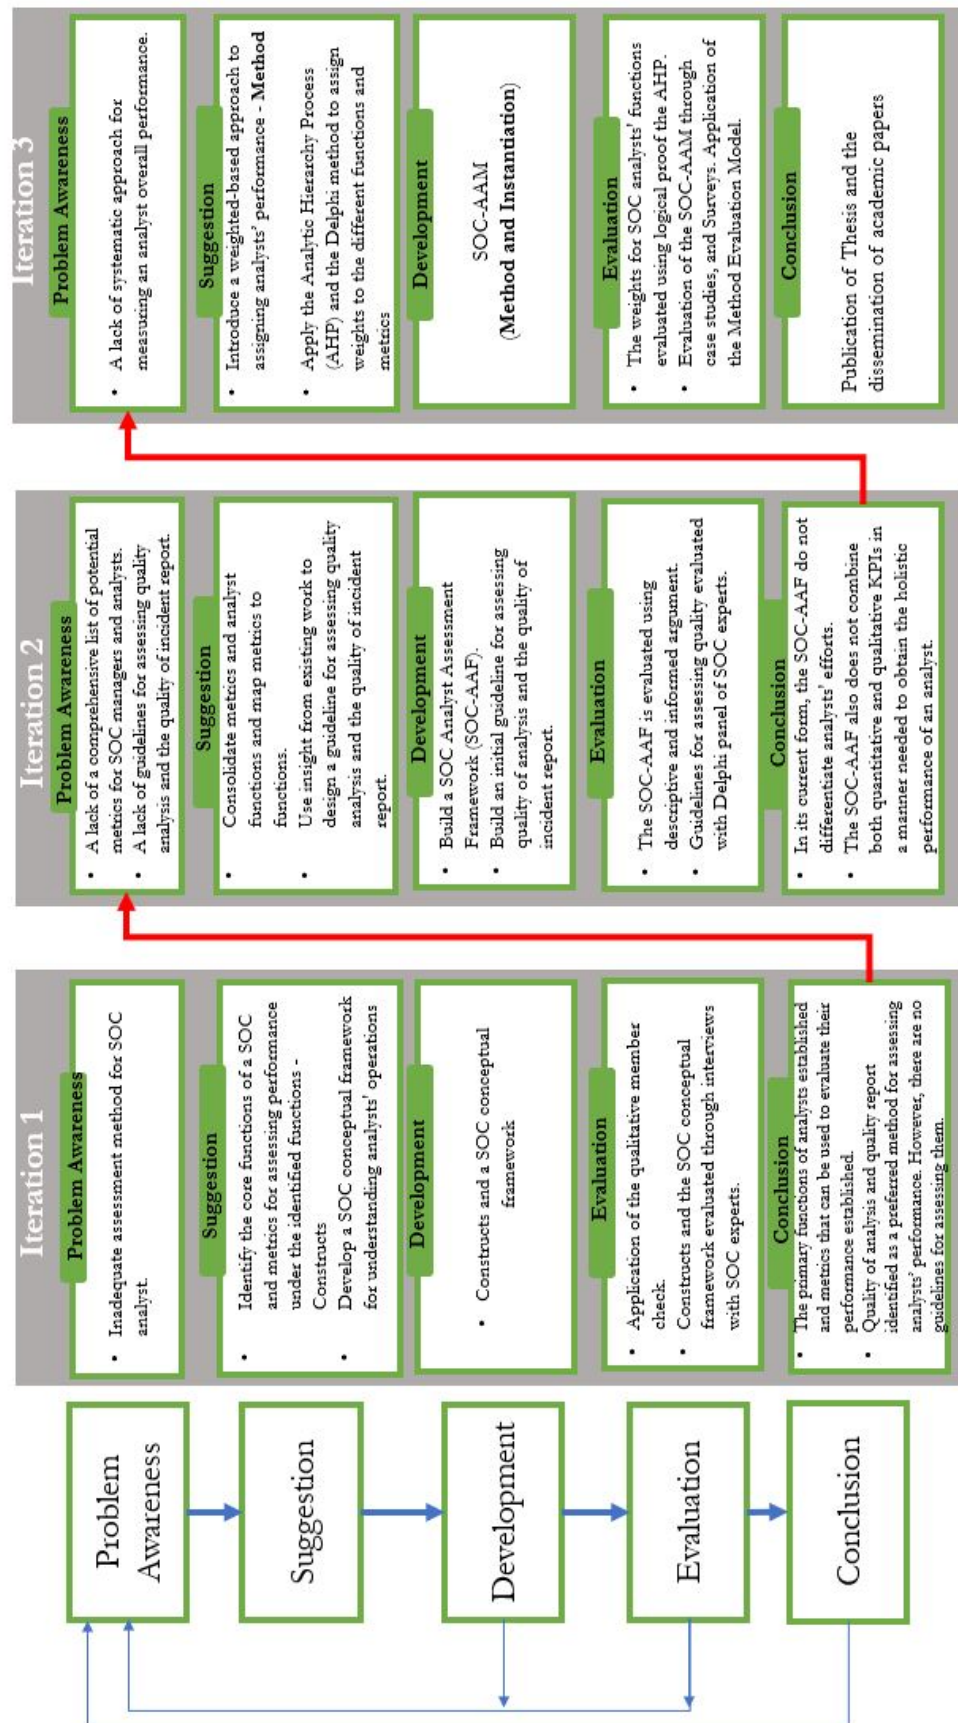 Problem
Awareness
Suggestion
Development
Evaluation
Conclusion
Iteration 1
Problem Awareness
• Inadequate assessment method for SOC
analyst.
Suggestion
• Identify the core functions of a SOC
and metrics for assessing performance
under the identified functions -
Constructs
• Develop a SOC conceptual framework
for understanding analysts' operations
Development
• Constructs and a SOC conceptual
framework
Evaluation
• Application of the qualitative member
check.
• Constructs and the SOC conceptual
framework evaluated through interviews
with SOC experts.
Conclusion
• The primary functions of analysts established
and metrics that can be used to evaluate their
performance established.
• Quality of analysis and quality report
identified as a preferred method for assessing
analysts' performance. However, there are no
guidelines for assessing them.
Iteration 2
Problem Awareness
• A lack of a comprehensive list of potential
metrics for SOC managers and analysts.
• A lack of guidelines for assessing quality
analysis and the quality of incident report.
Suggestion
• Consolidate metrics and analyst
functions and map metrics to
functions.
• Use insight from existing work to
design a guideline for assessing quality
analysis and the quality of incident
report.
Development
• Build a SOC Analyst Assessment
Framework (SOC-AAF).
• Build an initial guideline for assessing
quality of analysis and the quality of
incident report.
Evaluation
• The SOC-AAF is evaluated using
descriptive and informed argument.
• Guidelines for assessing quality evaluated
with Delphi panel of SOC experts.
Conclusion
• In its current form, the SOC-AAF do not
differentiate analysts' efforts.
• The SOC-AAF also does not combine
both quantitative and qualitative KPIs in
a manner needed to obtain the holistic
performance of an analyst.
Iteration 3
Problem Awareness
• A lack of systematic approach for
measuring an analyst overall performance.
Suggestion
• Introduce a weighted-based approach to
assigning analysts' performance - Method
• Apply the Analytic Hierarchy Process
(AHP) and the Delphi method to assign
weights to the different functions and
metrics
Development
SOC-AAM
(Method and Instantiation)
Evaluation
• The weights for SOC analysts' functions
evaluated using logical proof the AHP.
• Evaluation of the SOC-AAM through
case studies, and Surveys. Application of
the Method Evaluation Model.
Conclusion
Publication of Thesis and the
dissemination of academic papers